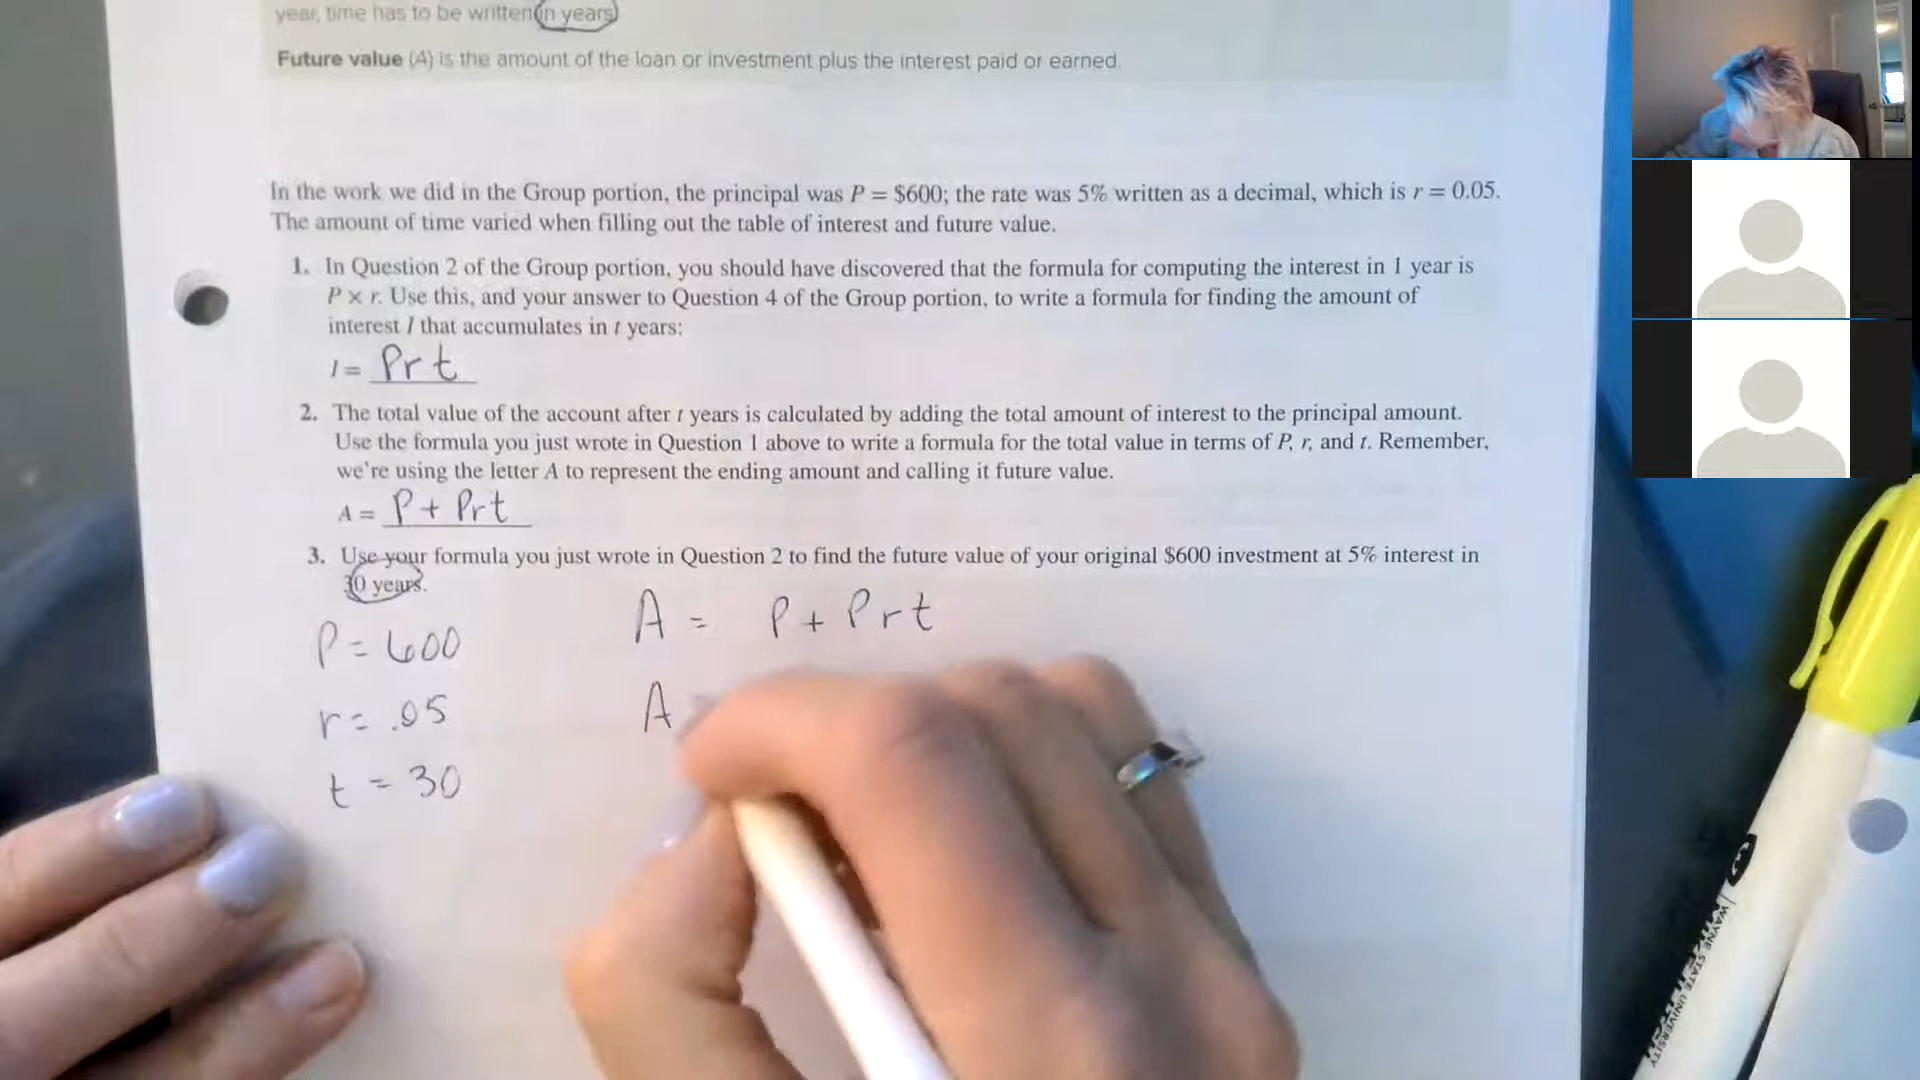 year, time has to be written in years
Future value (A) is the amount of the loan or investment plus the interest paid or earned.
In the work we did in the Group portion, the principal was P = $600; the rate was 5% written as a decimal, which is r = 0.05.
The amount of time varied when filling out the table of interest and future value.
1. In Question 2 of the Group portion, you should have discovered that the formula for computing the interest in 1 year is
P × r. Use this, and your answer to Question 4 of the Group portion, to write a formula for finding the amount of
interest I that accumulates in t years:
I = Prt
2. The total value of the account after t years is calculated by adding the total amount of interest to the principal amount.
Use the formula you just wrote in Question 1 above to write a formula for the total value in terms of P, r, and t. Remember,
we're using the letter A to represent the ending amount and calling it future value.
A = P + Prt
3. Use your formula you just wrote in Question 2 to find the future value of your original $600 investment at 5% interest in
30 years.
A = P + Prt
P = 600
A
r = .05
t = 30
WAYNE STATE UNIVERSITY